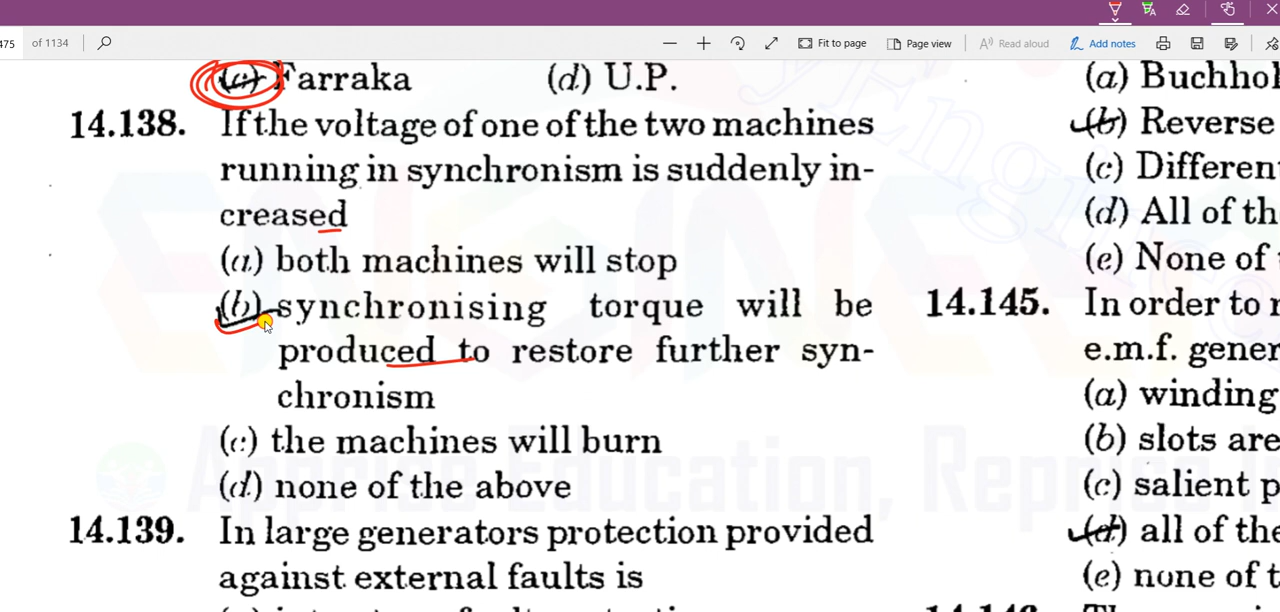 475 of 1134 Fit to page Page view Read aloud Add notes
(c) Farraka (d) U.P.
14.138. If the voltage of one of the two machines
running in synchronism is suddenly in-
creased
(a) both machines will stop
(b) synchronising torque will be
produced to restore further syn-
chronism
(c) the machines will burn
(d) none of the above
14.139. In large generators protection provided
against external faults is
(a) Buchhol
(b) Reverse
(c) Differen
(d) All of th
(e) None of
14.145. In order to r
e.m.f. gener
(a) winding
(b) slots are
(c) salient p
(d) all of the
(e) none of t